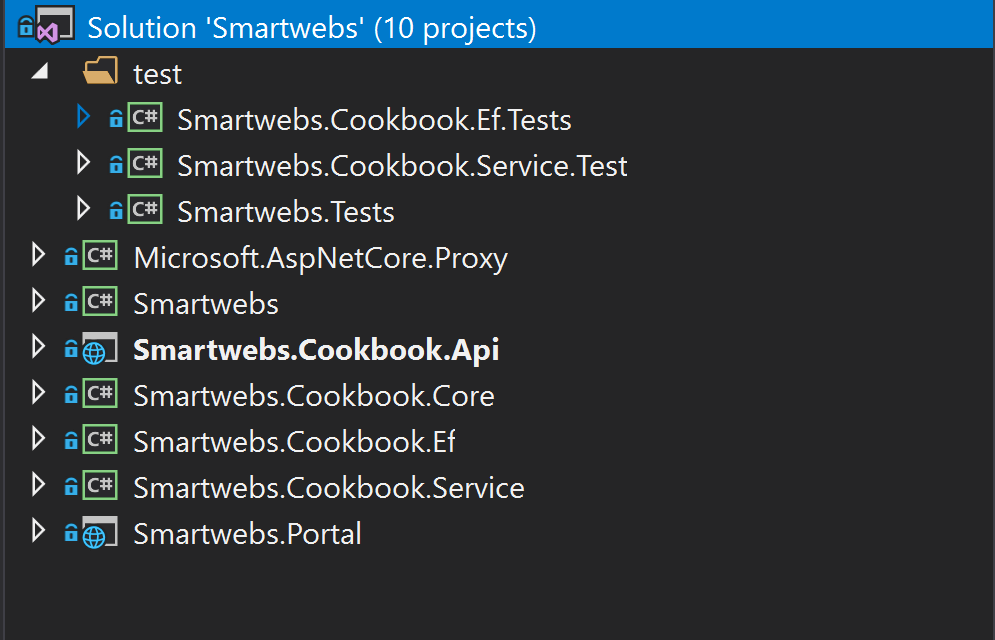 Solution 'Smartwebs' (10 projects)
test
C# Smartwebs.Cookbook.Ef.Tests
C# Smartwebs.Cookbook.Service.Test
C# Smartwebs.Tests
C# Microsoft.AspNetCore.Proxy
C# Smartwebs
Smartwebs.Cookbook.Api
C# Smartwebs.Cookbook.Core
C# Smartwebs.Cookbook.Ef
C# Smartwebs.Cookbook.Service
Smartwebs.Portal